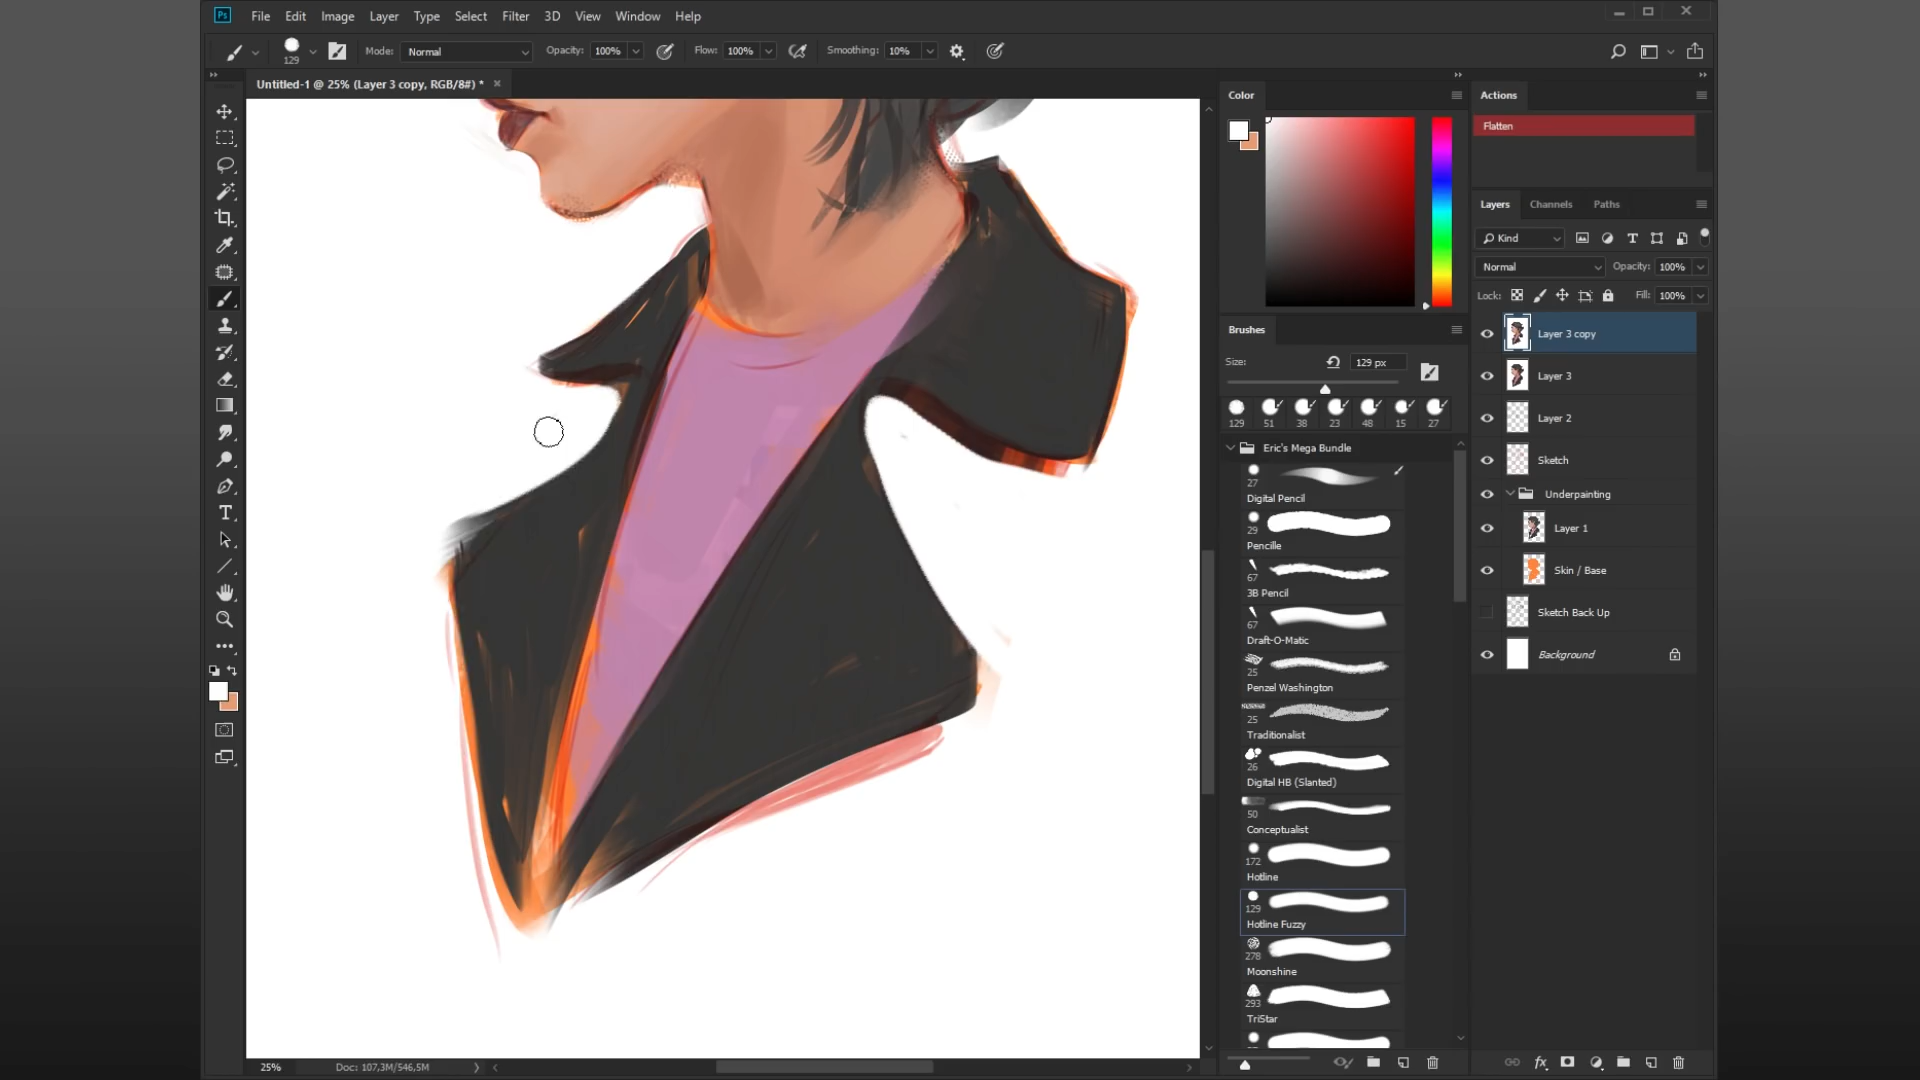 Ps File Edit Image Layer Type Select Filter 3D View Window Help
129 Mode: Normal Opacity: 100% Flow: 100% Smoothing: 10%
Untitled-1 @ 25% (Layer 3 copy, RGB/8#) *
Color
Brushes
Size: 129 px
129 51 38 23 48 15 27
Eric's Mega Bundle
27
Digital Pencil
29
Pencille
67
3B Pencil
67
Draft-O-Matic
25
Penzel Washington
25
Traditionalist
26
Digital HB (Slanted)
50
Conceptualist
172
Hotline
129
Hotline Fuzzy
278
Moonshine
293
TriStar
Actions
Flatten
Layers Channels Paths
Kind
Normal Opacity: 100%
Lock: Fill: 100%
Layer 3 copy
Layer 3
Layer 2
Sketch
Underpainting
Layer 1
Skin / Base
Sketch Back Up
Background
25% Doc: 107,3M/546,5M